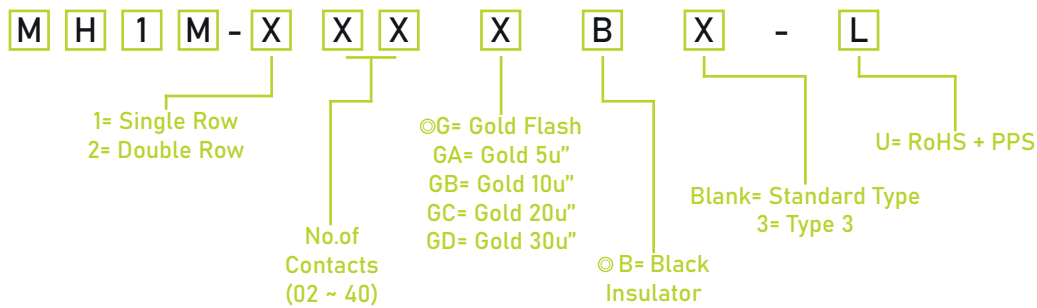 M H 1 M - X X X X B X - L
1= Single Row
2= Double Row
No.of
Contacts
(02 ~ 40)
◎G= Gold Flash
GA= Gold 5u”
GB= Gold 10u”
GC= Gold 20u”
GD= Gold 30u”
◎ B= Black
Insulator
Blank= Standard Type
3= Type 3
U= RoHS + PPS